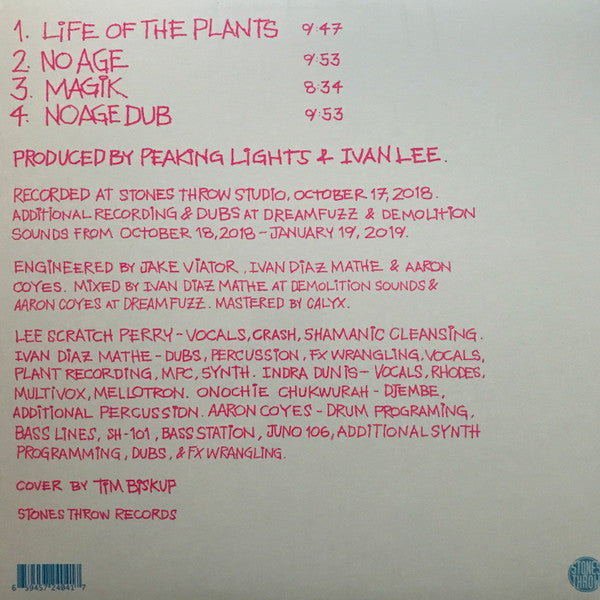 1. LIFE OF THE PLANTS 9:47
2. NO AGE 9:53
3. MAGIK 8:34
4. NO AGE DUB 9:53
PRODUCED BY PEAKING LIGHTS & IVAN LEE.
RECORDED AT STONES THROW STUDIO, OCTOBER 17, 2018.
ADDITIONAL RECORDING & DUBS AT DREAMFUZZ & DEMOLITION
SOUNDS FROM OCTOBER 18, 2018 - JANUARY 19, 2019.
ENGINEERED BY JAKE VIATOR, IVAN DIAZ MATHE & AARON
COYES. MIXED BY IVAN DIAZ MATHE AT DEMOLITION SOUNDS &
AARON COYES AT DREAMFUZZ. MASTERED BY CALYX.
LEE SCRATCH PERRY - VOCALS, CRASH, SHAMANIC CLEANSING.
IVAN DIAZ MATHE - DUBS, PERCUSSION, FX WRANGLING, VOCALS,
PLANT RECORDING, MPC, SYNTH. INDRA DUNIS - VOCALS, RHODES,
MULTIVOX, MELLOTRON. ONOCHIE CHUKWURAH - DJEMBE,
ADDITIONAL PERCUSSION. AARON COYES - DRUM PROGRAMING,
BASS LINES, SH-101, BASS STATION, JUNO 106, ADDITIONAL SYNTH
PROGRAMMING, DUBS, & FX WRANGLING.
COVER BY TIM BISKUP
STONES THROW RECORDS
6 59457 24041 7
STONES
THROW